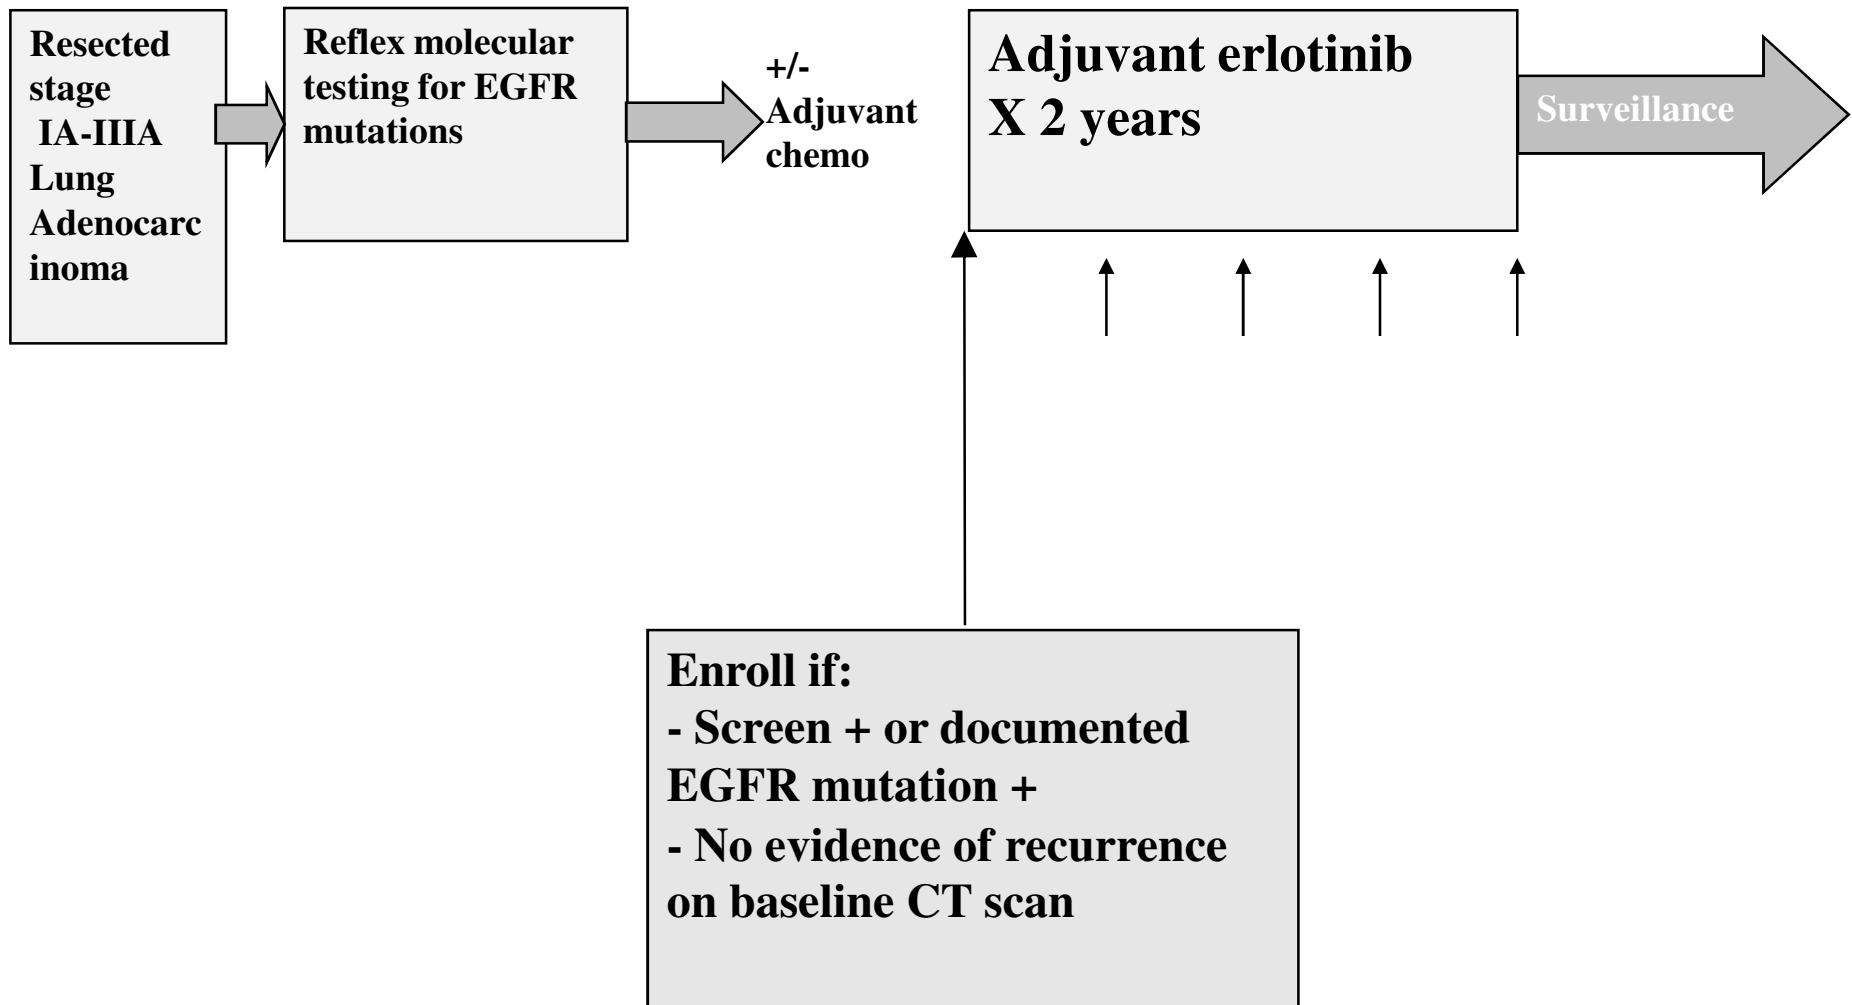 Resected
stage
IA-IIIA
Lung
Adenocarc
inoma
Reflex molecular
testing for EGFR
mutations
+/-
Adjuvant
chemo
Adjuvant erlotinib
X 2 years
Surveillance
Enroll if:
- Screen + or documented
EGFR mutation +
- No evidence of recurrence
on baseline CT scan